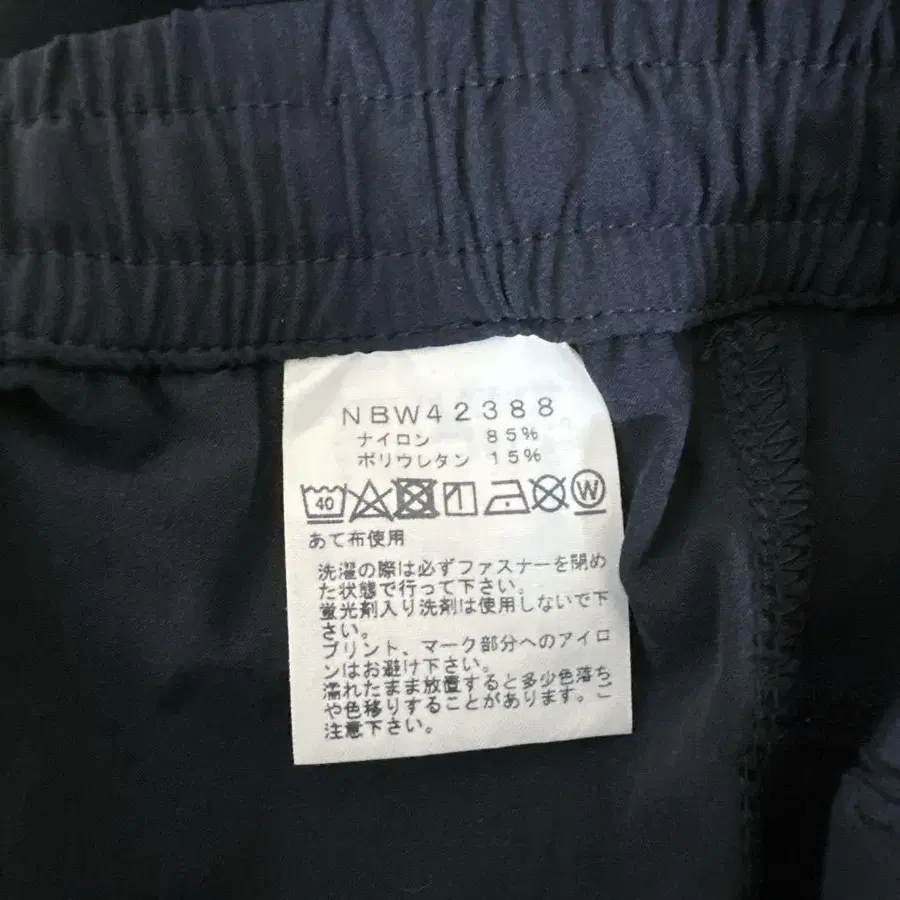 NBW42388
ナイロン 85%
ポリウレタン 15%
40 W
あて布使用
洗濯の際は必ずファスナーを閉め
た状態で行って下さい。
蛍光剤入り洗剤は使用しないで下
さい。
プリント、マーク部分へのアイロ
ンはお避け下さい。
濡れたまま放置すると多少色落ち
や色移りすることがあります。ご
注意下さい。